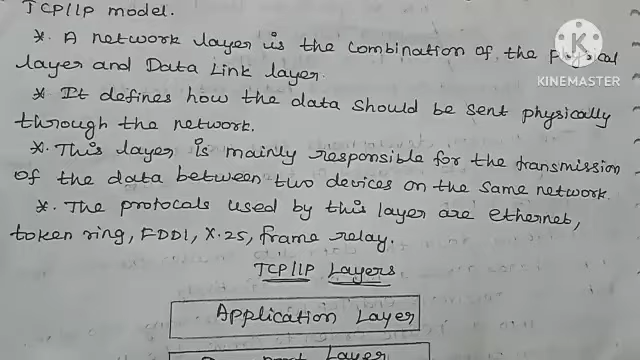 TCP/IP model.
*. A network layer is the combination of the Physical
layer and Data Link layer.
* It defines how the data should be sent physically
through the network.
*. This layer is mainly responsible for the transmission
of the data between two devices on the same network.
*. The protocols used by this layer are ethernet,
token ring, FDDI, X.25, frame relay.
TCP/IP Layers
Application Layer
Layer
K
KINEMASTER